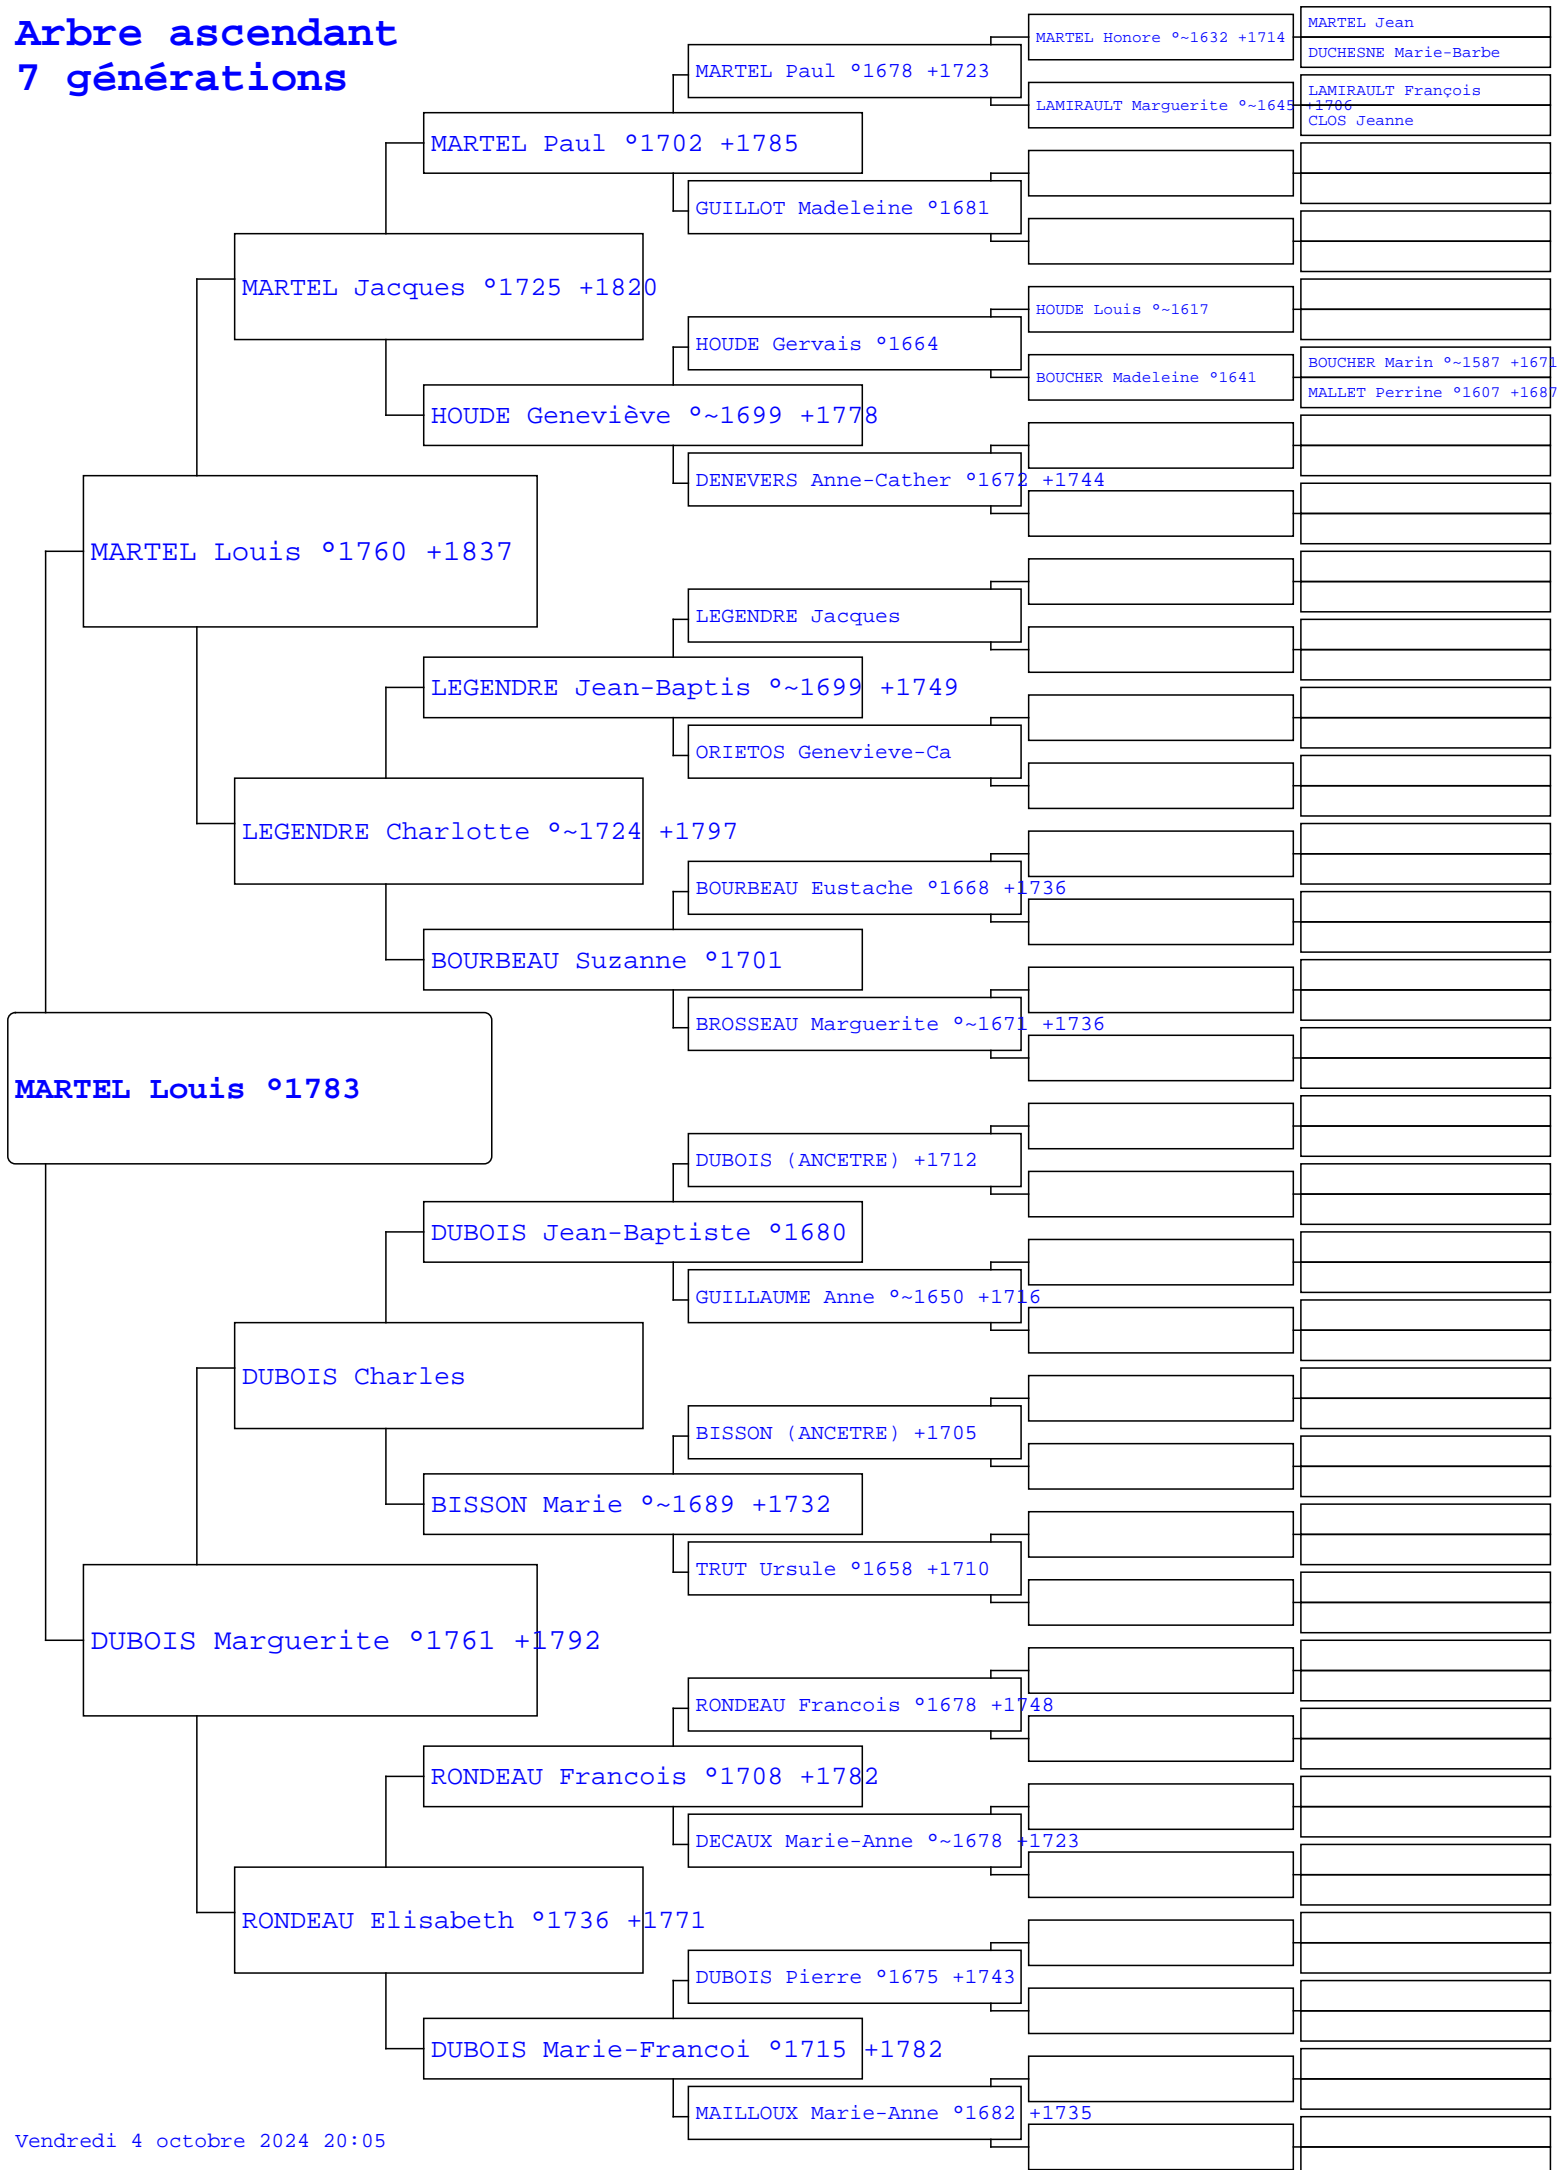 Arbre ascendant
7 générations
MARTEL Jean
MARTEL Honore °~1632 +1714
DUCHESNE Marie-Barbe
MARTEL Paul °1678 +1723
LAMIRAULT François
LAMIRAULT Marguerite °~1645 +1706
CLOS Jeanne
MARTEL Paul °1702 +1785
GUILLOT Madeleine °1681
MARTEL Jacques °1725 +1820
HOUDE Louis °~1617
HOUDE Gervais °1664
BOUCHER Marin °~1587 +1671
BOUCHER Madeleine °1641
MALLET Perrine °1607 +1687
HOUDE Geneviève °~1699 +1778
DENEVERS Anne-Cather °1672 +1744
MARTEL Louis °1760 +1837
LEGENDRE Jacques
LEGENDRE Jean-Baptis °~1699 +1749
ORIETOS Genevieve-Ca
LEGENDRE Charlotte °~1724 +1797
BOURBEAU Eustache °1668 +1736
BOURBEAU Suzanne °1701
BROSSEAU Marguerite °~1671 +1736
MARTEL Louis °1783
DUBOIS (ANCETRE) +1712
DUBOIS Jean-Baptiste °1680
GUILLAUME Anne °~1650 +1716
DUBOIS Charles
BISSON (ANCETRE) +1705
BISSON Marie °~1689 +1732
TRUT Ursule °1658 +1710
DUBOIS Marguerite °1761 +1792
RONDEAU Francois °1678 +1748
RONDEAU Francois °1708 +1782
DECAUX Marie-Anne °~1678 +1723
RONDEAU Elisabeth °1736 +1771
DUBOIS Pierre °1675 +1743
DUBOIS Marie-Francoi °1715 +1782
MAILLOUX Marie-Anne °1682 +1735
Vendredi 4 octobre 2024 20:05